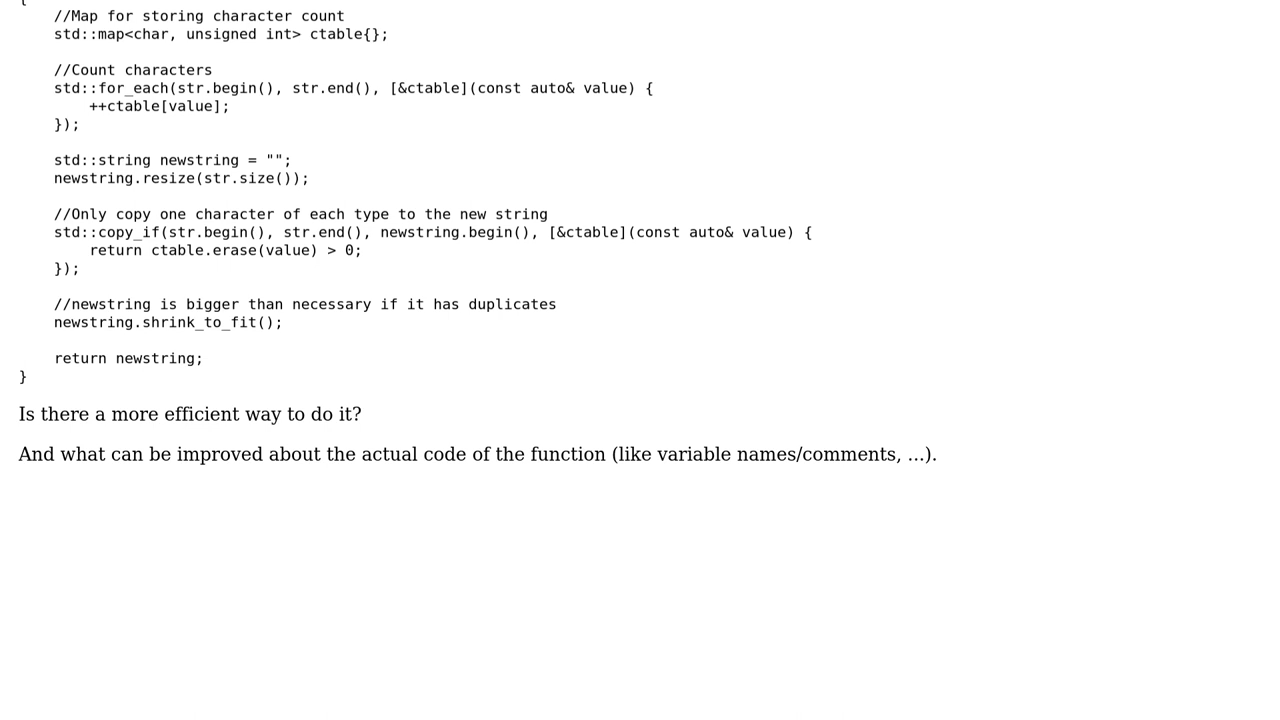 {
    //Map for storing character count
    std::map<char, unsigned int> ctable{};

    //Count characters
    std::for_each(str.begin(), str.end(), [&ctable](const auto& value) {
        ++ctable[value];
    });

    std::string newstring = "";
    newstring.resize(str.size());

    //Only copy one character of each type to the new string
    std::copy_if(str.begin(), str.end(), newstring.begin(), [&ctable](const auto& value) {
        return ctable.erase(value) > 0;
    });

    //newstring is bigger than necessary if it has duplicates
    newstring.shrink_to_fit();

    return newstring;
}
Is there a more efficient way to do it?
And what can be improved about the actual code of the function (like variable names/comments, ...).